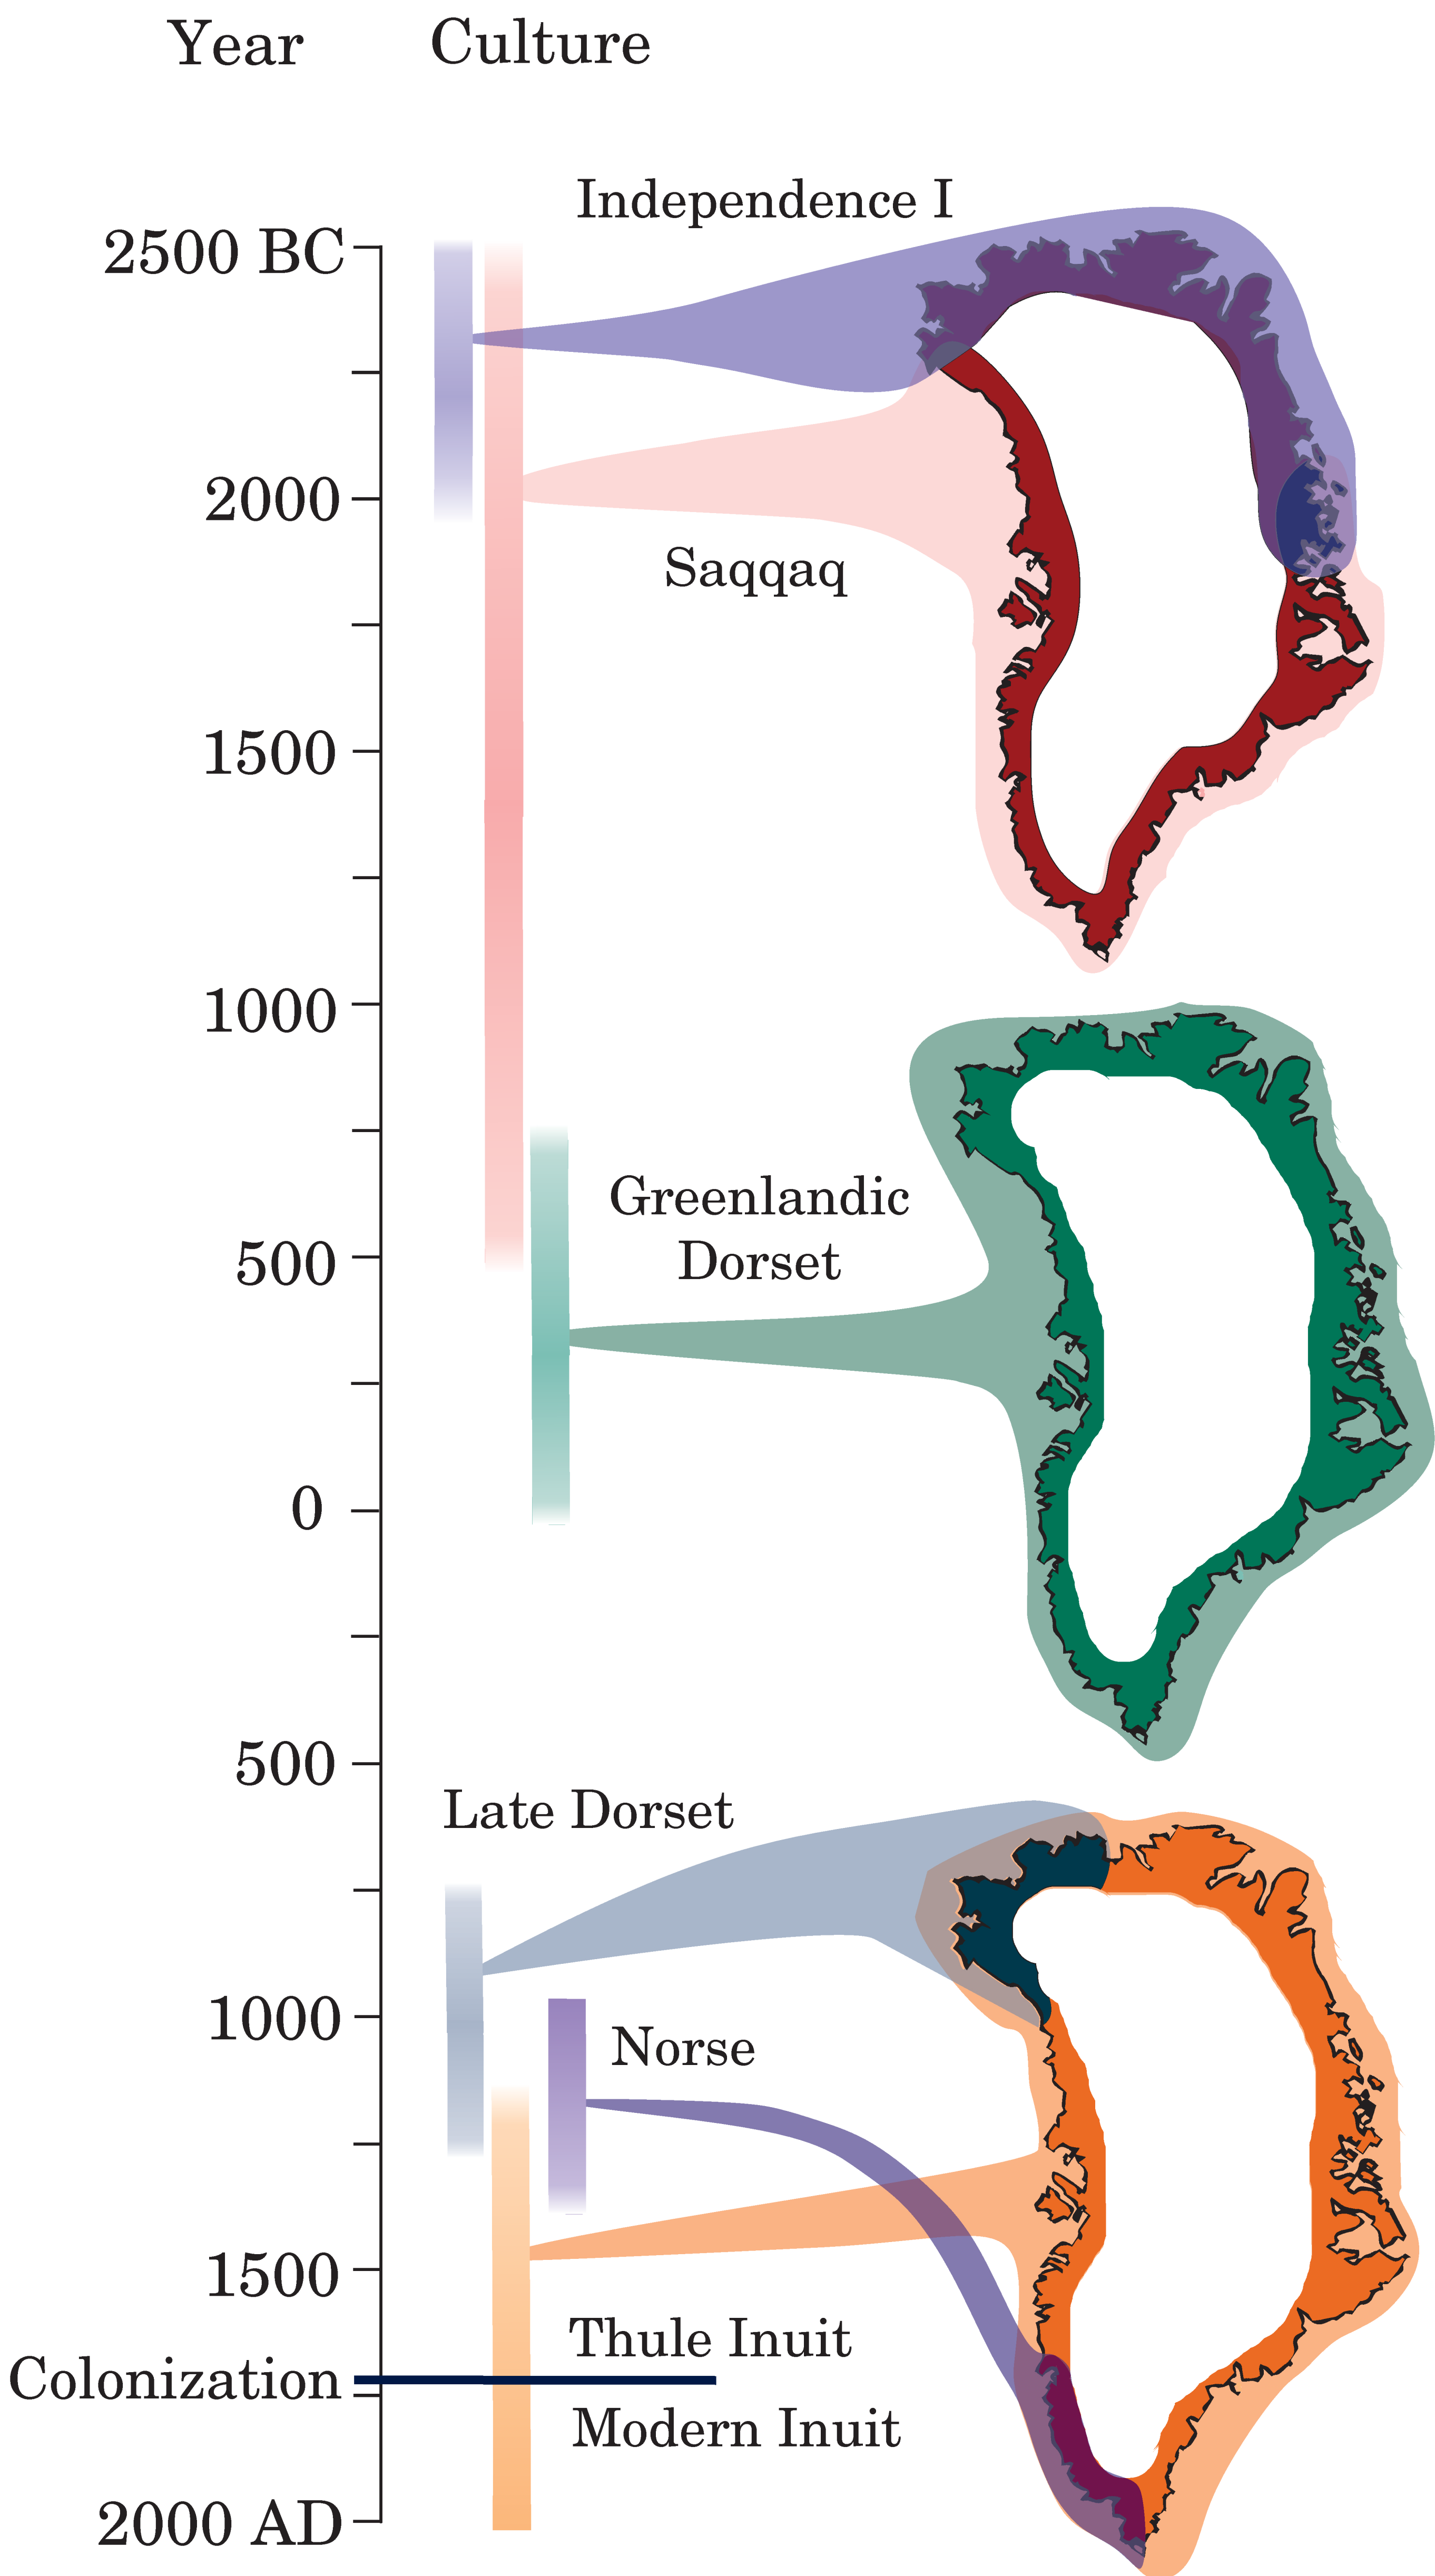 Year Culture
Independence I
2500 BC
2000
Saqqaq
1500
1000
Greenlandic
Dorset
500
0
500
Late Dorset
1000
Norse
1500
Thule Inuit
Colonization
Modern Inuit
2000 AD